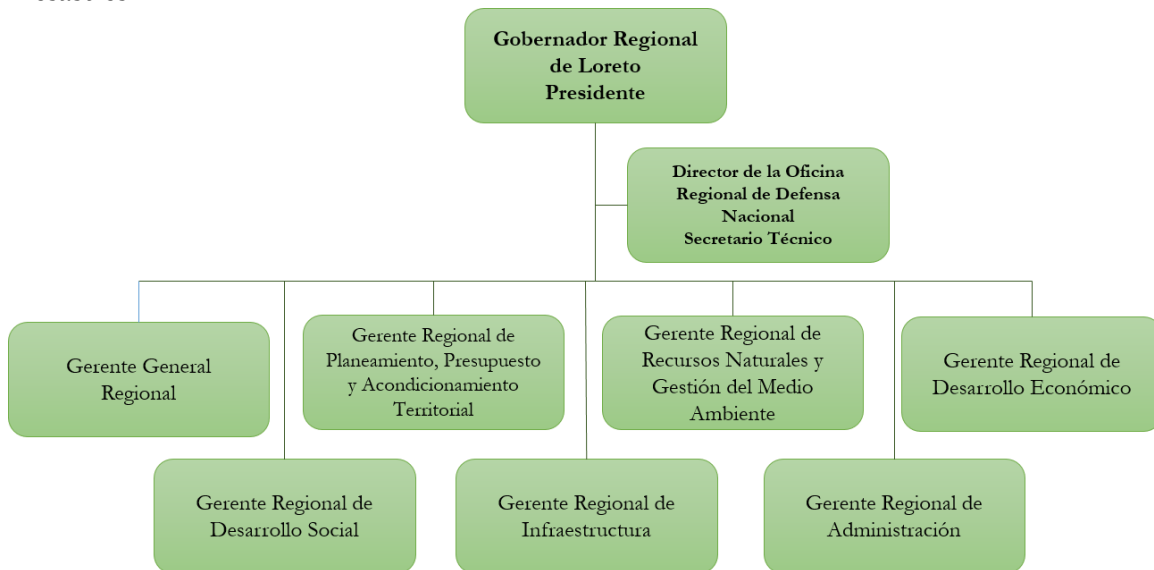 Gobernador Regional
de Loreto
Presidente
Director de la Oficina
Regional de Defensa
Nacional
Secretario Técnico
Gerente General
Regional
Gerente Regional de
Planeamiento, Presupuesto
y Acondicionamiento
Territorial
Gerente Regional de
Recursos Naturales y
Gestión del Medio
Ambiente
Gerente Regional de
Desarrollo Económico
Gerente Regional de
Desarrollo Social
Gerente Regional de
Infraestructura
Gerente Regional de
Administración